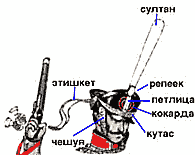 султан
этишкет
репеек
петлица
кокарда
кутас
чешуя